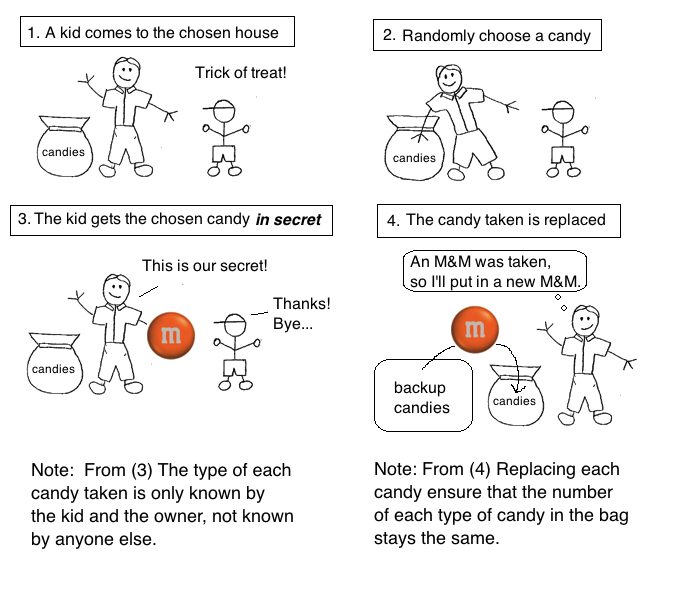 1. A kid comes to the chosen house
Trick of treat!
candies
2. Randomly choose a candy
candies
3. The kid gets the chosen candy in secret
This is our secret!
m
Thanks!
Bye...
candies
4. The candy taken is replaced
An M&M was taken,
so I'll put in a new M&M.
m
backup
candies
candies
Note: From (3) The type of each
candy taken is only known by
the kid and the owner, not known
by anyone else.
Note: From (4) Replacing each
candy ensure that the number
of each type of candy in the bag
stays the same.